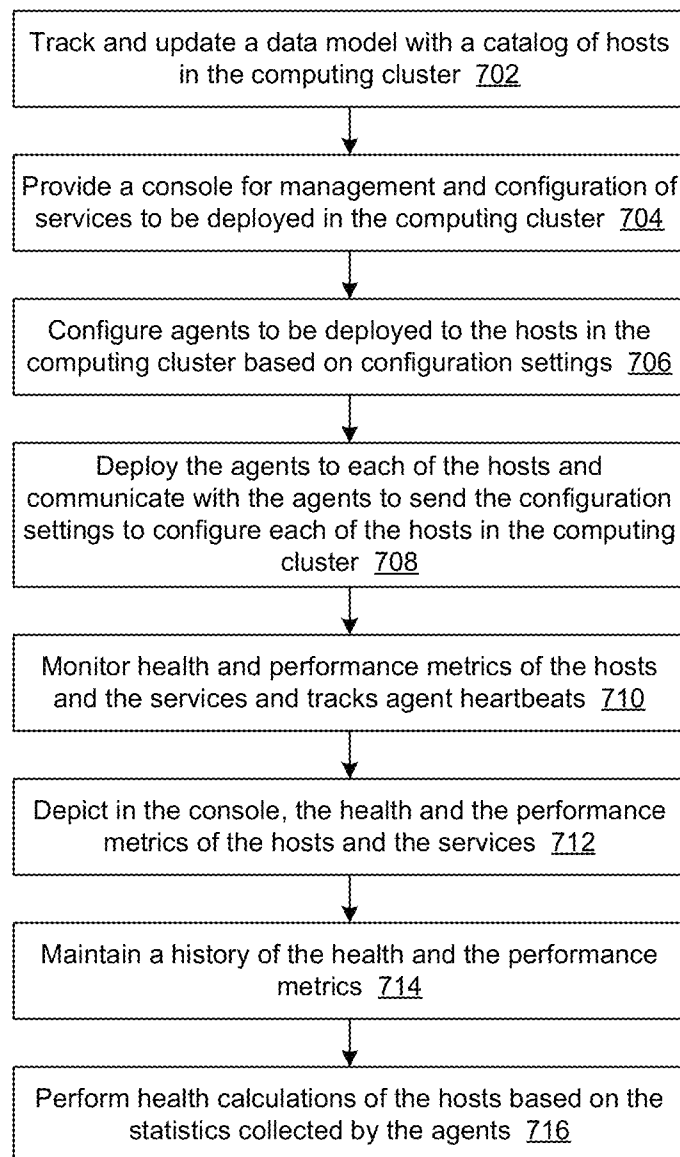 Track and update a data model with a catalog of hosts
in the computing cluster 702
Provide a console for management and configuration of
services to be deployed in the computing cluster 704
Configure agents to be deployed to the hosts in the
computing cluster based on configuration settings 706
Deploy the agents to each of the hosts and
communicate with the agents to send the configuration
settings to configure each of the hosts in the computing
cluster 708
Monitor health and performance metrics of the hosts
and the services and tracks agent heartbeats 710
Depict in the console, the health and the performance
metrics of the hosts and the services 712
Maintain a history of the health and the performance
metrics 714
Perform health calculations of the hosts based on the
statistics collected by the agents 716